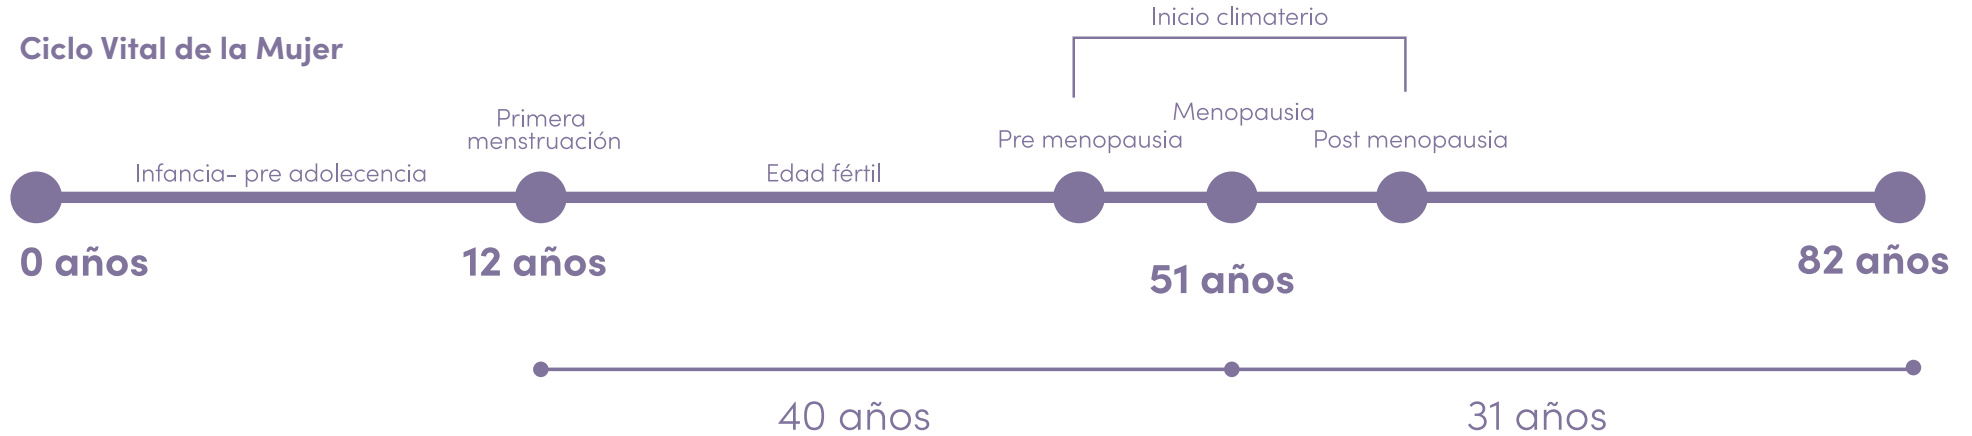 Ciclo Vital de la Mujer
Inicio climaterio
Primera
menstruación
Pre menopausia
Menopausia
Post menopausia
Infancia- pre adolecencia
Edad fértil
0 años
12 años
51 años
82 años
40 años
31 años